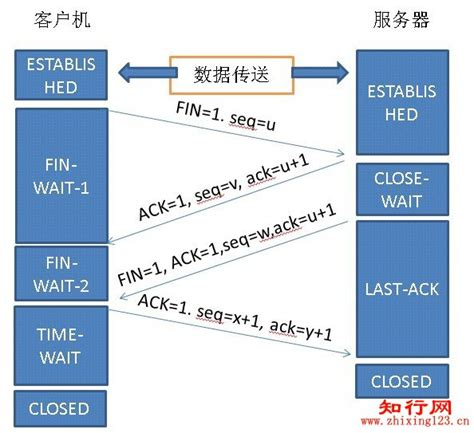 客户机
服务器
ESTABLIS
HED
数据传送
ESTABLIS
HED
FIN=1. seq=u
FIN-
WAIT-1
ACK=1, seq=v, ack=u+1
CLOSE-
WAIT
FIN=1, ACK=1,seq=w,ack=u+1
FIN-
WAIT-2
LAST-ACK
ACK=1. seq=x+1, ack=y+1
TIME-
WAIT
CLOSED
CLOSED
知行网
www.zhixing123.cn